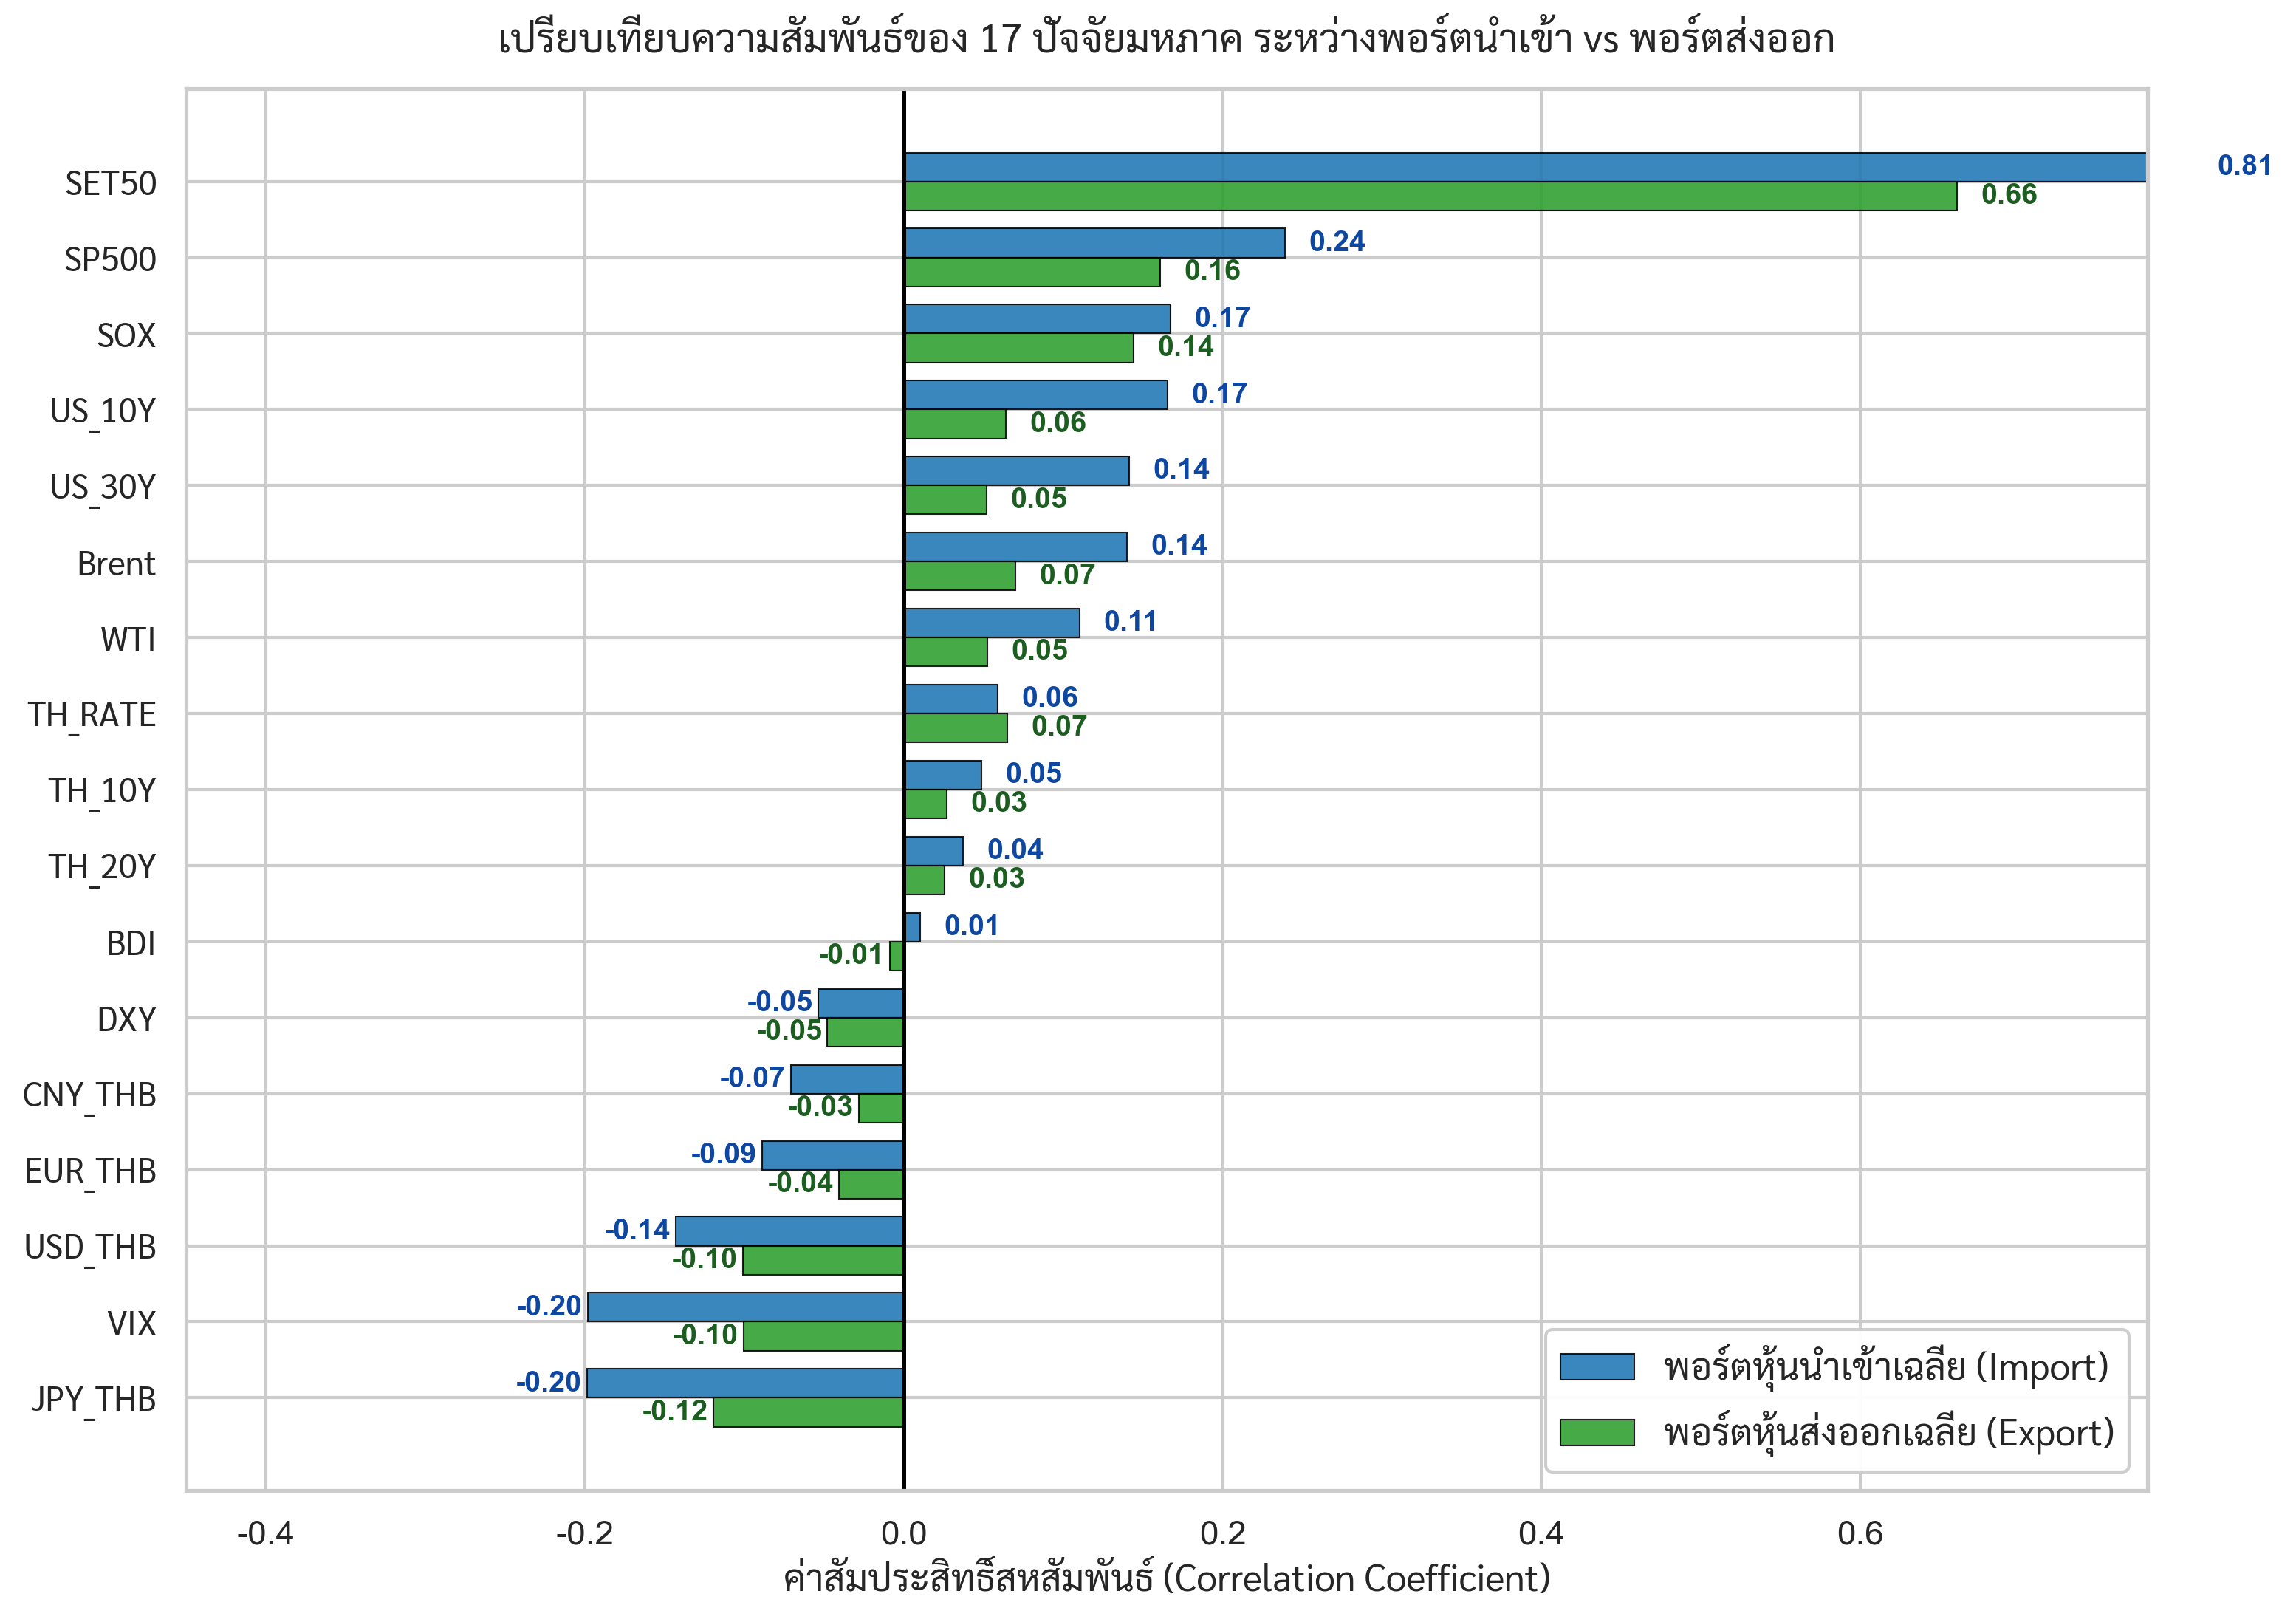 เปรียบเทียบความสัมพันธ์ของ 17 ปัจจัยมหภาค ระหว่างพอร์ตนำเข้า vs พอร์ตส่งออก
SET50
0.81
0.66
SP500
0.24
0.16
SOX
0.17
0.14
US_10Y
0.17
0.06
US_30Y
0.14
0.05
Brent
0.14
0.07
WTI
0.11
0.05
TH_RATE
0.06
0.07
TH_10Y
0.05
0.03
TH_20Y
0.04
0.03
BDI
0.01
-0.01
DXY
-0.05
-0.05
CNY_THB
-0.07
-0.03
EUR_THB
-0.09
-0.04
USD_THB
-0.14
-0.10
VIX
-0.20
-0.10
JPY_THB
-0.20
-0.12
พอร์ตหุ้นนำเข้าเฉลี่ย (Import)
พอร์ตหุ้นส่งออกเฉลี่ย (Export)
-0.4 -0.2 0.0 0.2 0.4 0.6
ค่าสัมประสิทธิ์สหสัมพันธ์ (Correlation Coefficient)